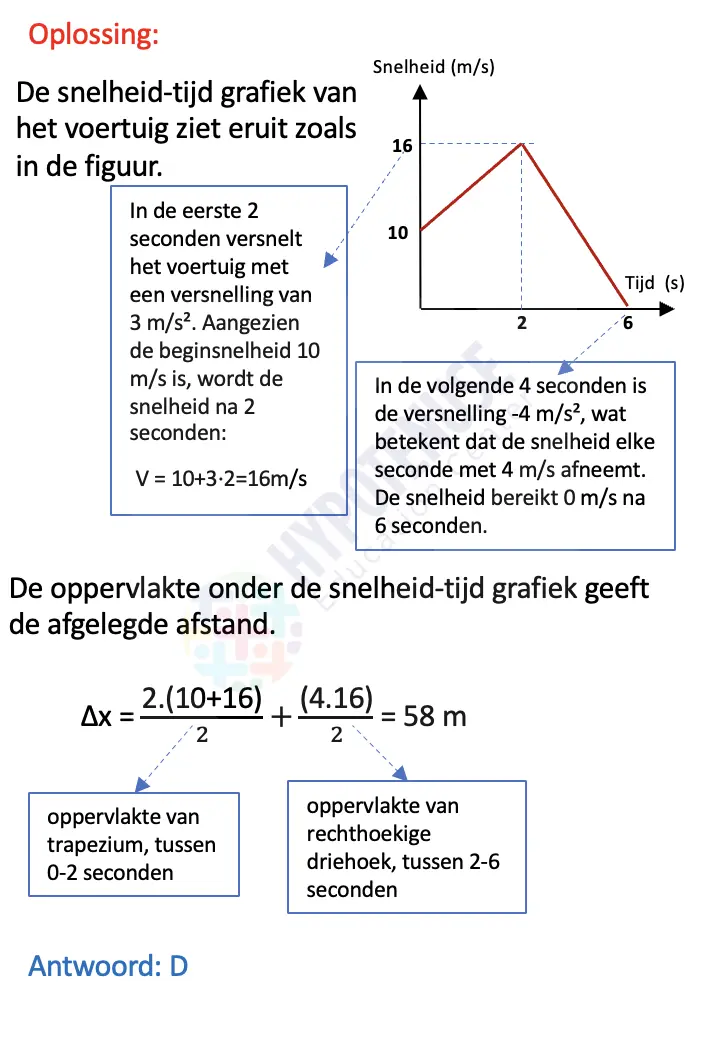 Oplossing:
Snelheid (m/s)
De snelheid-tijd grafiek van
het voertuig ziet eruit zoals
in de figuur.
16
10
Tijd (s)
2
6
In de eerste 2
seconden versnelt
het voertuig met
een versnelling van
3 m/s². Aangezien
de beginsnelheid 10
m/s is, wordt de
snelheid na 2
seconden:
V = 10+3·2=16m/s
In de volgende 4 seconden is
de versnelling -4 m/s², wat
betekent dat de snelheid elke
seconde met 4 m/s afneemt.
De snelheid bereikt 0 m/s na
6 seconden.
HYPOTENUSE
Education Center
De oppervlakte onder de snelheid-tijd grafiek geeft
de afgelegde afstand.
Δx = 2.(10+16)/2 + (4.16)/2 = 58 m
oppervlakte van
trapezium, tussen
0-2 seconden
oppervlakte van
rechthoekige
driehoek, tussen 2-6
seconden
Antwoord: D